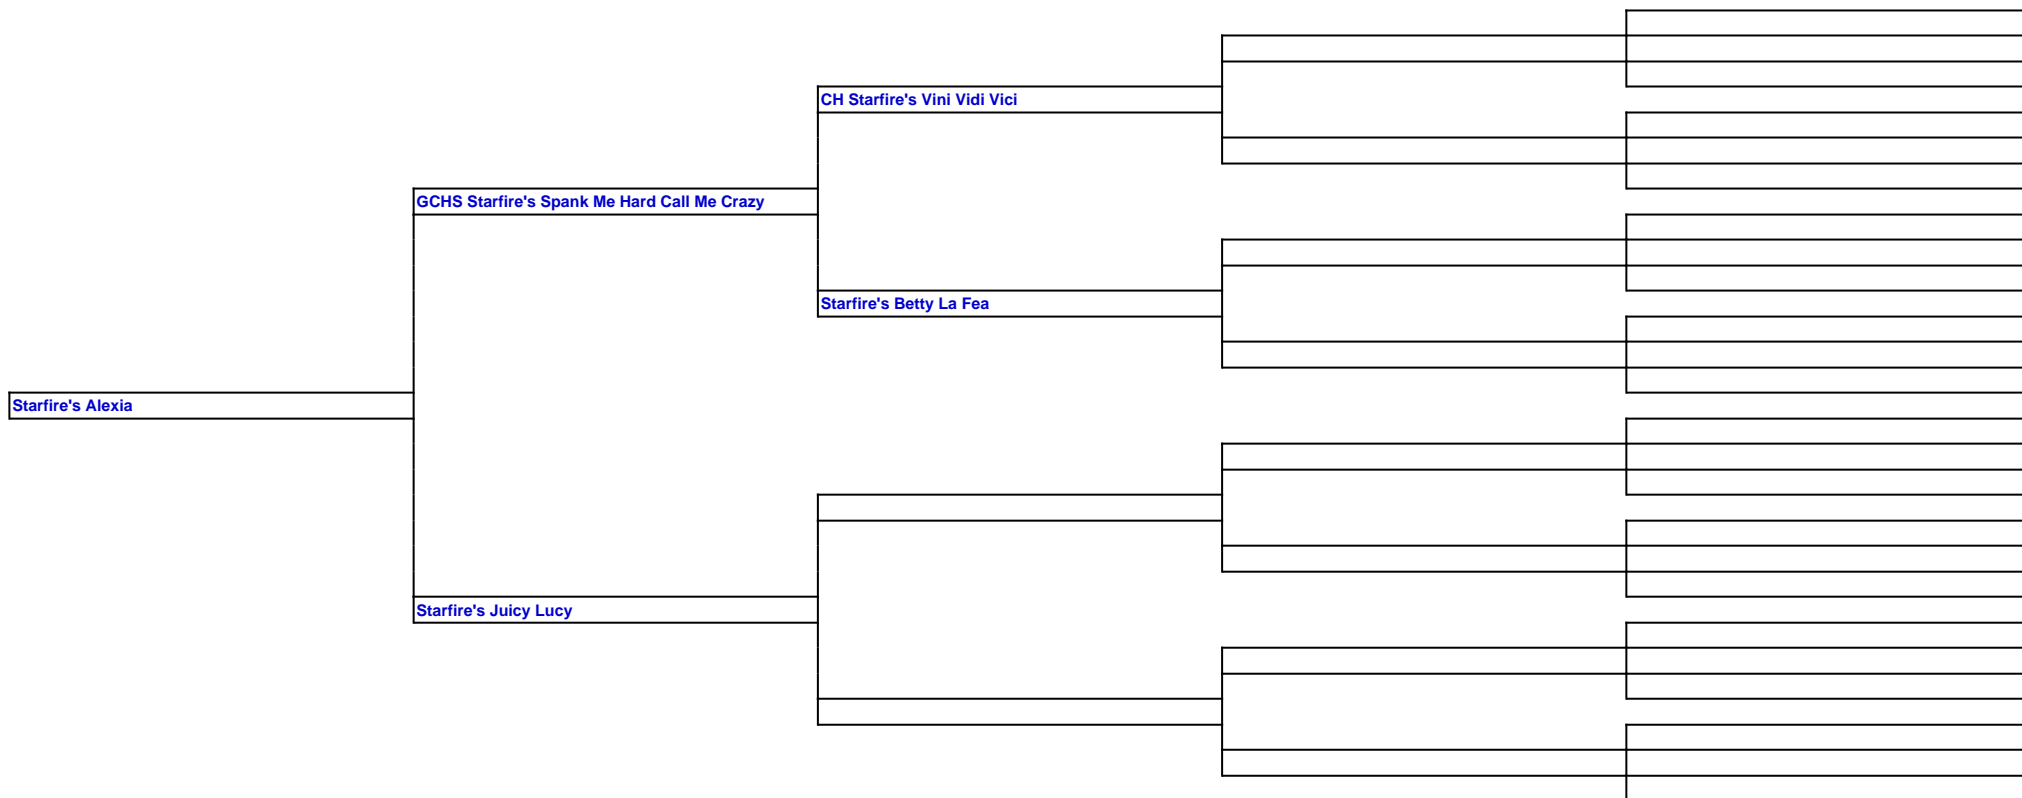 CH Starfire's Vini Vidi Vici
GCHS Starfire's Spank Me Hard Call Me Crazy
Starfire's Betty La Fea
Starfire's Alexia
Starfire's Juicy Lucy